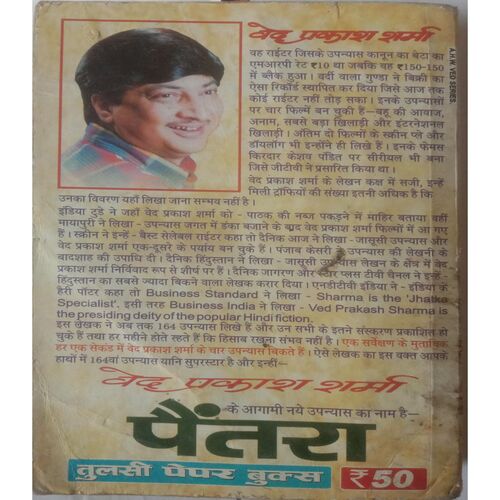 वेद प्रकाश शर्मा
वह राईटर जिसके उपन्यास कानून का बेटा का
एमआरपी रेट ₹10 था जबकि वह ₹150-150
में ब्लैक हुआ। वर्दी वाला गुण्डा ने बिक्री का
ऐसा रिकॉर्ड स्थापित कर दिया जिसे आज तक
कोई राईटर नहीं तोड़ सका। इनके उपन्यासों
पर चार फिल्में बन चुकी हैं—बहू की आवाज,
अनाम, सबसे बड़ा खिलाड़ी और इंटरनेशनल
खिलाड़ी। अंतिम दो फिल्मों के स्क्रीन प्ले और
डॉयलॉग भी इन्होंने ही लिखे हैं। इनके फेमस
किरदार केशव पंडित पर सीरीयल भी बना
जिसे जीटीवी ने प्रसारित किया था।
वेद प्रकाश शर्मा के लेखन कक्ष में सजी, इन्हें
मिली ट्रॉफियों की संख्या इतनी अधिक है कि
उनका विवरण यहाँ लिखा जाना सम्भव नहीं है।
इंडिया टुडे ने जहाँ वेद प्रकाश शर्मा को - पाठक की नब्ज पकड़ने में माहिर बताया वहीं
मायापुरी ने लिखा - उपन्यास जगत में डंका बजाने के बाद वेद प्रकाश शर्मा फिल्मों में आ गए
हैं। स्क्रीन ने इन्हें - बैस्ट सेलेबल राईटर कहा तो दैनिक आज ने लिखा - जासूसी उपन्यास और
वेद प्रकाश शर्मा एक-दूसरे के पर्याय बन चुके हैं। पंजाब केसरी ने उपन्यास की लेखनी के
बादशाह की उपाधि दी। दैनिक हिंदुस्तान ने लिखा - जासूसी उपन्यास लेखन के क्षेत्र में वेद
प्रकाश शर्मा निर्विवाद रूप से शीर्ष पर हैं। दैनिक जागरण और स्टार प्लस टीवी चैनल ने इन्हें -
हिंदुस्तान का सबसे ज्यादा बिकने वाला लेखक करार दिया। एनडीटीवी इंडिया ने - इंडिया के
हैरी पॉटर कहा तो Business Standard ने लिखा - Sharma is the 'Jhatka
Specialist'. इसी तरह Business India ने लिखा - Ved Prakash Sharma is
the presiding deity of the popular Hindi fiction.
इस लेखक ने अब तक 164 उपन्यास लिखे हैं और उन सभी के इतने संस्करण प्रकाशित हो
चुके हैं तथा हर महीने होते रहते हैं कि हिसाब रखना संभव नहीं है। एक सर्वेक्षण के मुताबिक
हर एक सेकंड में वेद प्रकाश शर्मा के चार उपन्यास बिकते हैं। ऐसे लेखक का इस वक्त आपके
हाथों में 164वां उपन्यास यानि सुपरस्टार है और इन्हीं—
वेद प्रकाश शर्मा
—के आगामी नये उपन्यास का नाम है—
पैंतरा
तुलसी पेपर बुक्स
₹50
A.H.W. VED SERIES